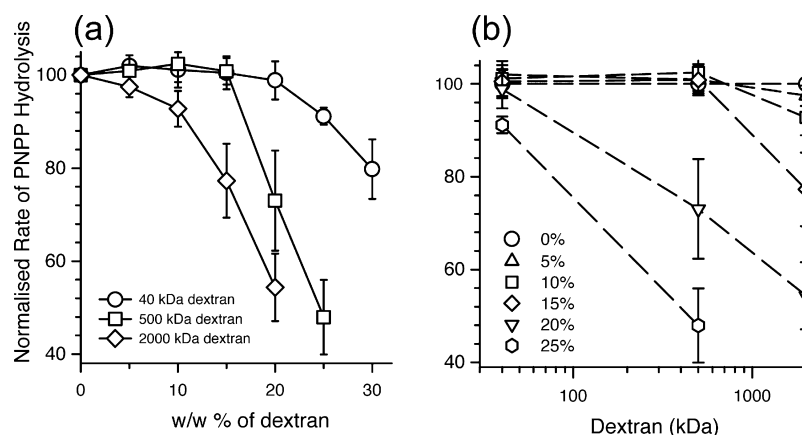 (a)
Normalised Rate of PNPP Hydrolysis
100
80
60
40
40 kDa dextran
500 kDa dextran
2000 kDa dextran
0 10 20 30
w/w % of dextran
(b)
100
80
60
40
0%
5%
10%
15%
20%
25%
100 1000
Dextran (kDa)